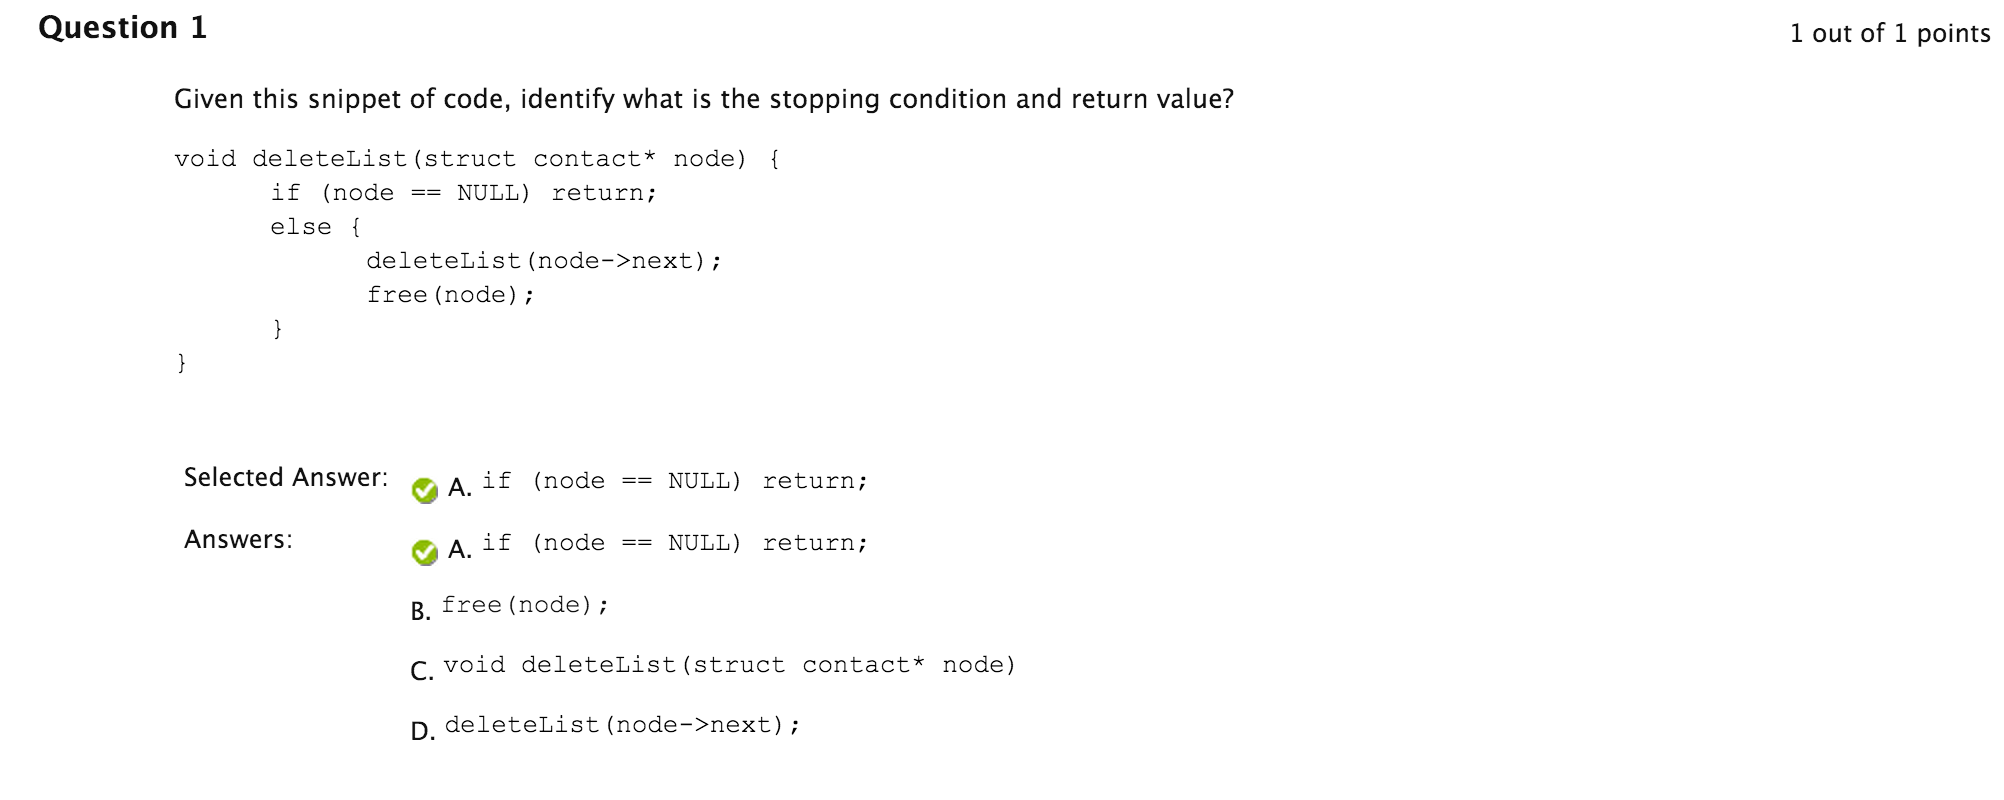 Question 1
1 out of 1 points
Given this snippet of code, identify what is the stopping condition and return value?
void deleteList(struct contact* node) {
if (node == NULL) return;
else {
deleteList(node->next);
free(node);
}
}
Selected Answer: A. if (node == NULL) return;
Answers: A. if (node == NULL) return;
B. free(node);
C. void deleteList(struct contact* node)
D. deleteList(node->next);